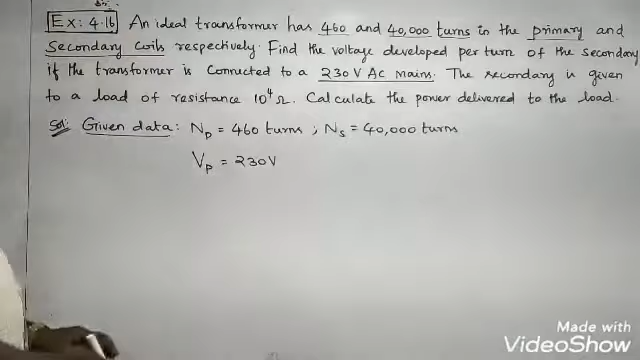 Ex: 4.16 An ideal transformer has 460 and 40,000 turns in the primary and
Secondary coils respectively. Find the voltage developed per turn of the secondary
if the transformer is connected to a 230 V AC mains. The secondary is given
to a load of resistance 10⁴ Ω. Calculate the power delivered to the load.
Sol: Given data: Np = 460 turns ; Ns = 40,000 turns
Vp = 230V
Made with
VideoShow